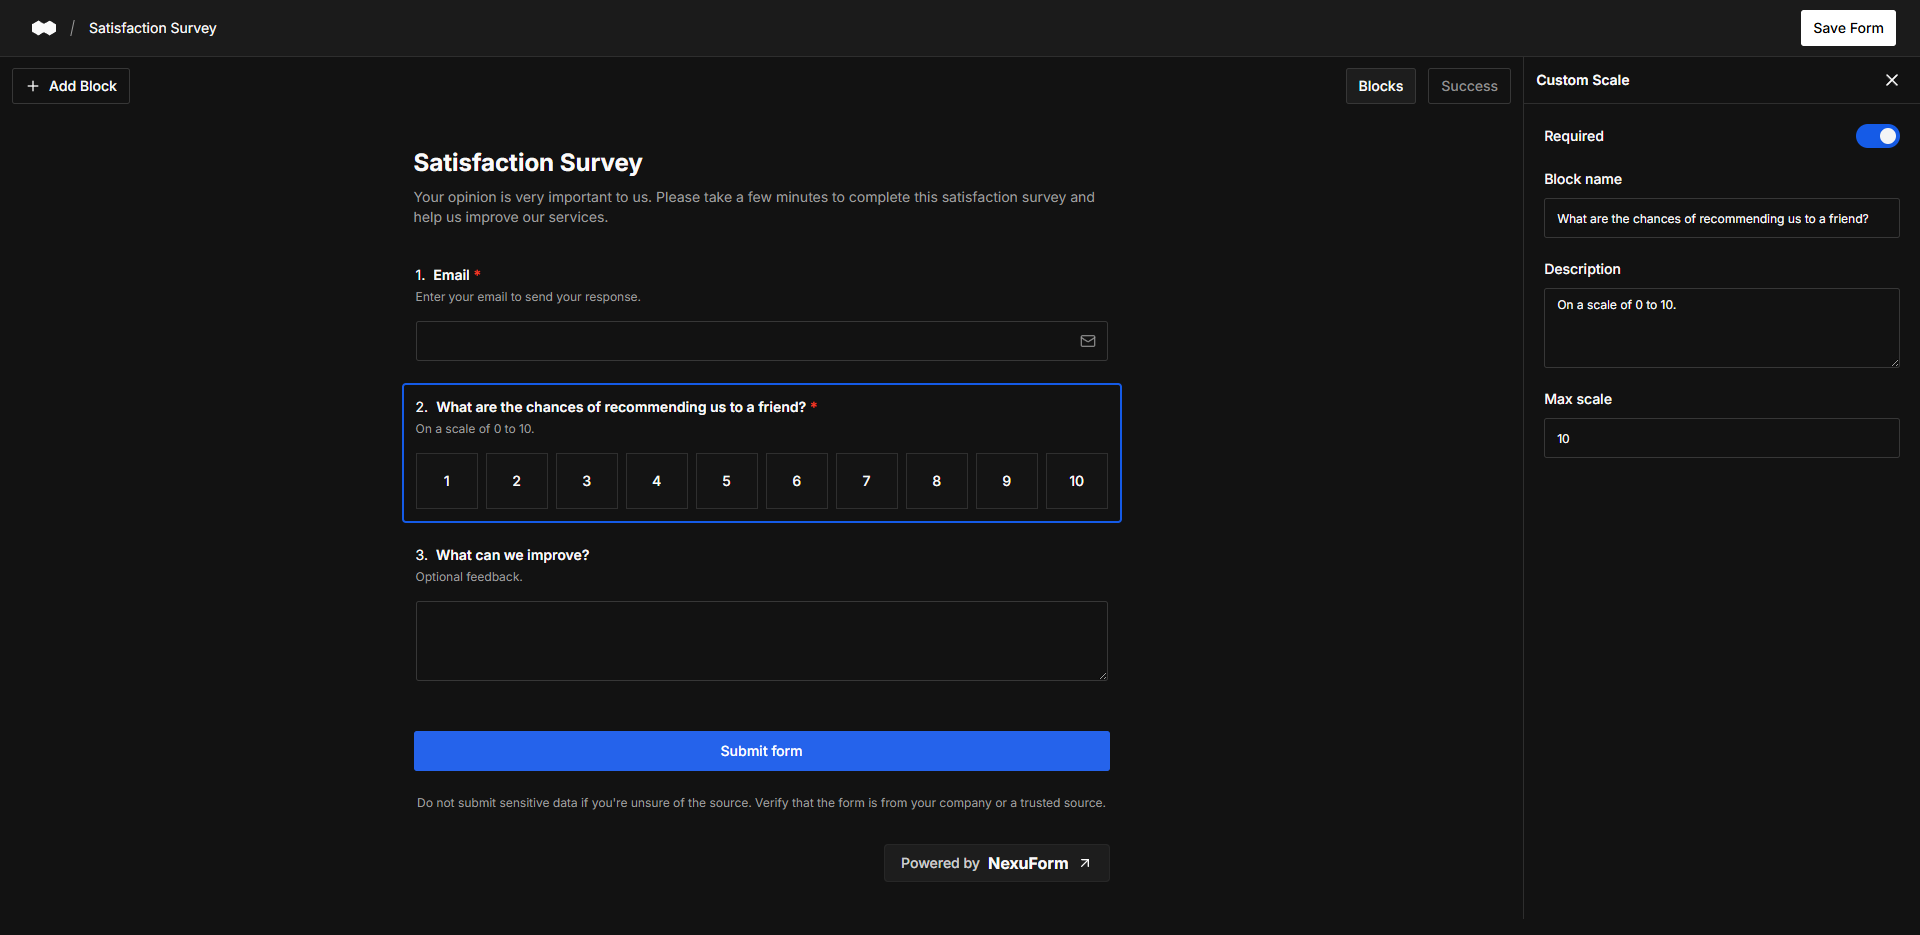 / Satisfaction Survey
Save Form
+ Add Block
Blocks
Success
Satisfaction Survey
Your opinion is very important to us. Please take a few minutes to complete this satisfaction survey and
help us improve our services.
1. Email *
Enter your email to send your response.
2. What are the chances of recommending us to a friend? *
On a scale of 0 to 10.
1 2 3 4 5 6 7 8 9 10
3. What can we improve?
Optional feedback.
Submit form
Do not submit sensitive data if you're unsure of the source. Verify that the form is from your company or a trusted source.
Powered by NexuForm
Custom Scale
Required
Block name
What are the chances of recommending us to a friend?
Description
On a scale of 0 to 10.
Max scale
10